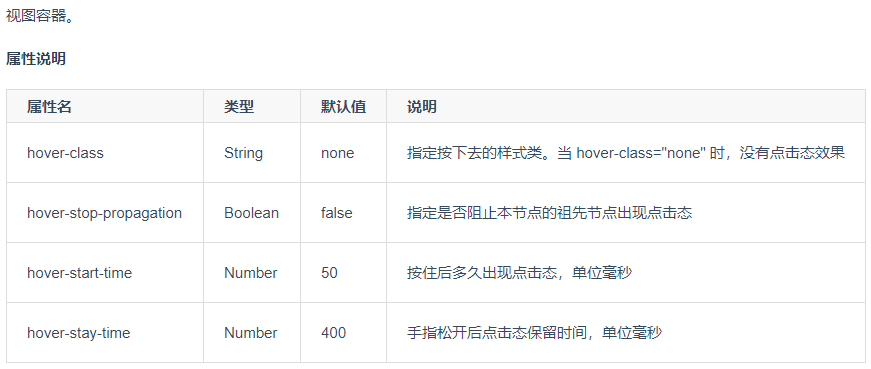 视图容器。
属性说明
属性名 类型 默认值 说明
hover-class String none 指定按下去的样式类。当 hover-class="none" 时，没有点击态效果
hover-stop-propagation Boolean false 指定是否阻止本节点的祖先节点出现点击态
hover-start-time Number 50 按住后多久出现点击态，单位毫秒
hover-stay-time Number 400 手指松开后点击态保留时间，单位毫秒